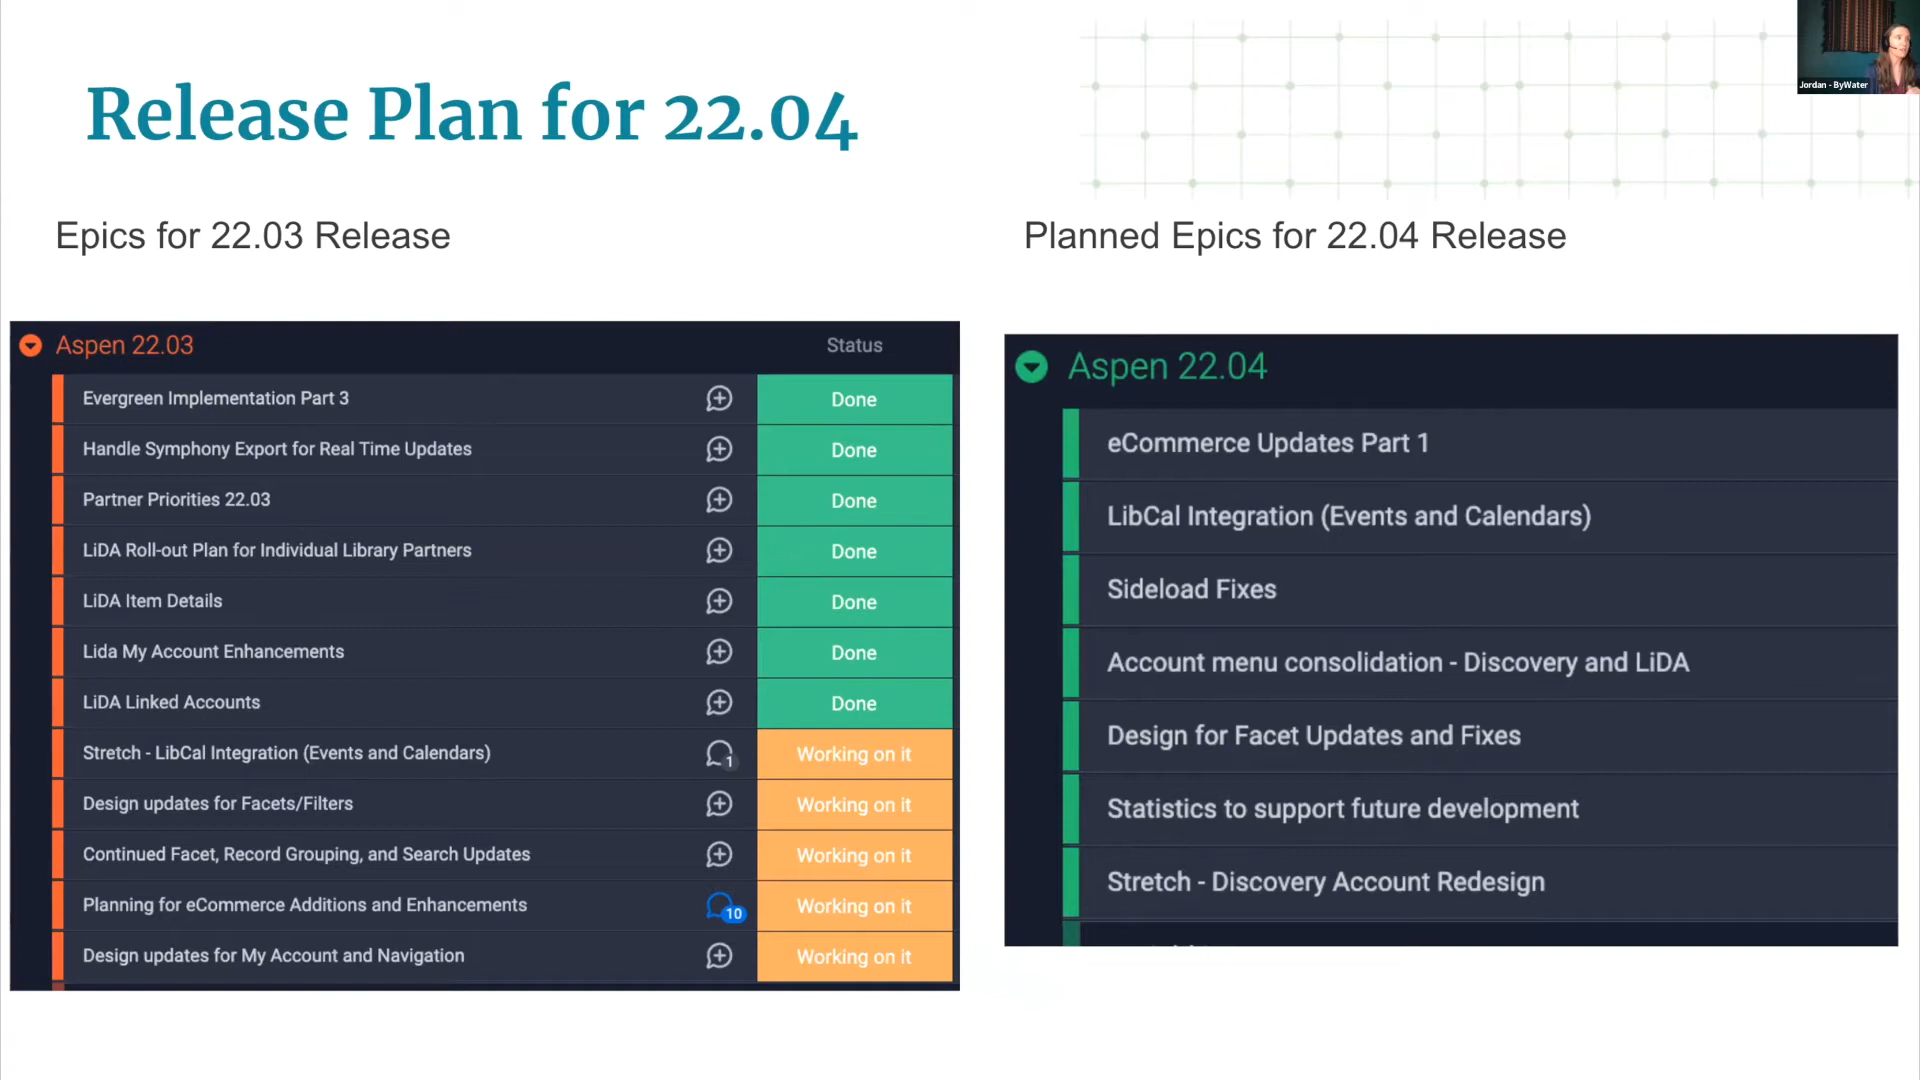 Jordan - ByWater
Release Plan for 22.04
Epics for 22.03 Release
Planned Epics for 22.04 Release
Aspen 22.03
Status
Evergreen Implementation Part 3
Done
Handle Symphony Export for Real Time Updates
Done
Partner Priorities 22.03
Done
LiDA Roll-out Plan for Individual Library Partners
Done
LiDA Item Details
Done
Lida My Account Enhancements
Done
LiDA Linked Accounts
Done
Stretch - LibCal Integration (Events and Calendars)
1
Working on it
Design updates for Facets/Filters
Working on it
Continued Facet, Record Grouping, and Search Updates
Working on it
Planning for eCommerce Additions and Enhancements
10
Working on it
Design updates for My Account and Navigation
Working on it
Aspen 22.04
eCommerce Updates Part 1
LibCal Integration (Events and Calendars)
Sideload Fixes
Account menu consolidation - Discovery and LiDA
Design for Facet Updates and Fixes
Statistics to support future development
Stretch - Discovery Account Redesign